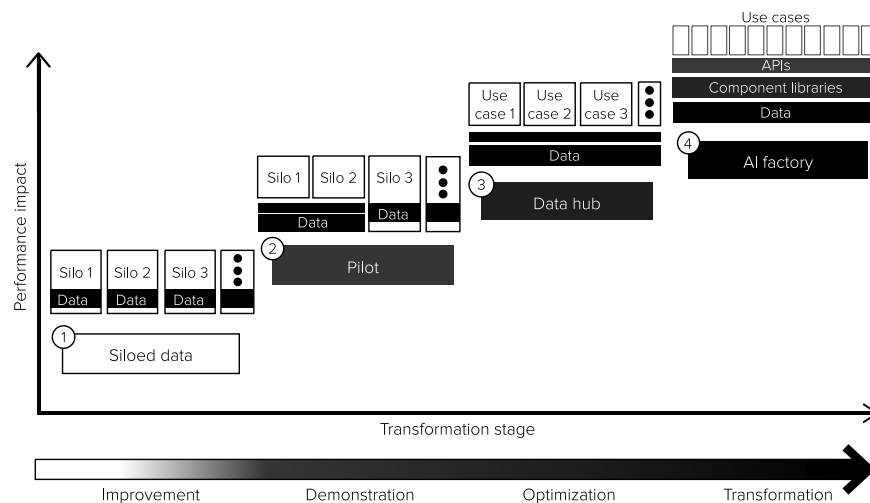 Use cases
APIs
Component libraries
Data
4
AI factory
Use case 1
Use case 2
Use case 3
Data
3
Data hub
Silo 1
Silo 2
Silo 3
Data
Data
2
Pilot
Silo 1
Silo 2
Silo 3
Data
Data
Data
1
Siloed data
Performance impact
Transformation stage
Improvement
Demonstration
Optimization
Transformation